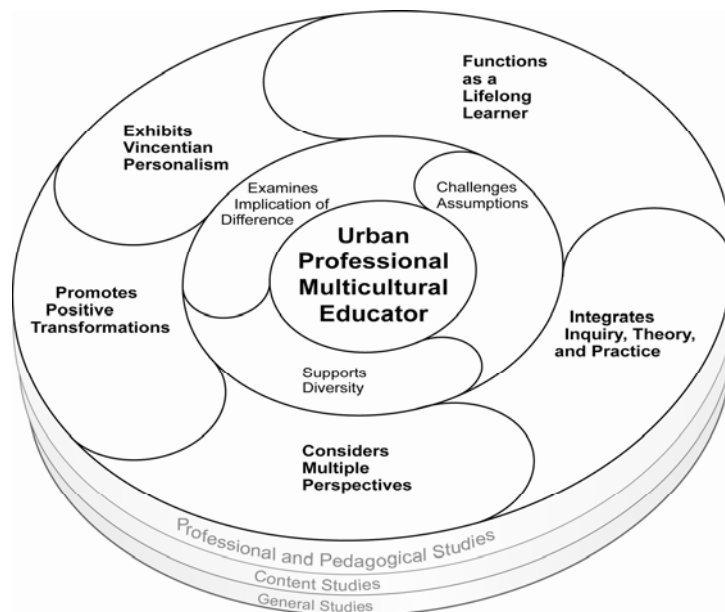 Functions
as a
Lifelong
Learner
Exhibits
Vincentian
Personalism
Examines
Implication of
Difference
Challenges
Assumptions
Urban
Professional
Multicultural
Educator
Promotes
Positive
Transformations
Integrates
Inquiry, Theory,
and Practice
Supports
Diversity
Considers
Multiple
Perspectives
Professional and Pedagogical Studies
Content Studies
General Studies